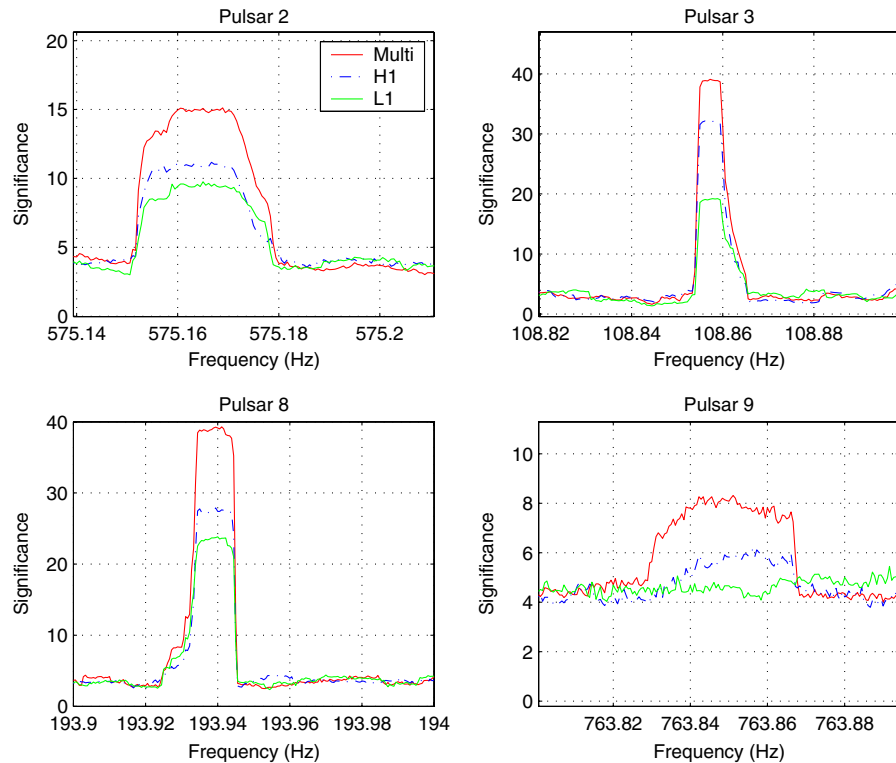 Pulsar 2
20
15
10
5
0
Significance
575.14 575.16 575.18 575.2
Frequency (Hz)
Multi
H1
L1
Pulsar 3
40
30
20
10
0
Significance
108.82 108.84 108.86 108.88
Frequency (Hz)
Pulsar 8
40
30
20
10
0
Significance
193.9 193.92 193.94 193.96 193.98 194
Frequency (Hz)
Pulsar 9
10
8
6
4
2
0
Significance
763.82 763.84 763.86 763.88
Frequency (Hz)